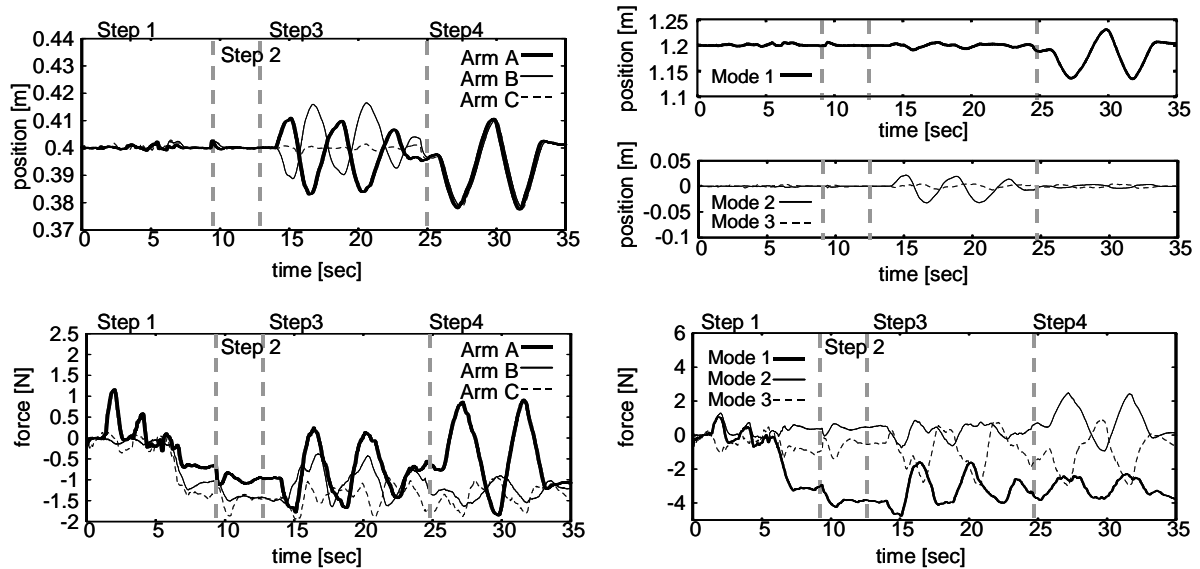 Step 1 Step3 Step4
0.44
Step 2
Arm A
0.43
Arm B
0.42
Arm C
0.41
0.4
0.39
0.38
0.37
position [m]
0 5 10 15 20 25 30 35
time [sec]
1.25
1.2
1.15
1.1
position [m]
Mode 1
0 5 10 15 20 25 30 35
time [sec]
0.05
0
-0.05
-0.1
position [m]
Mode 2
Mode 3
0 5 10 15 20 25 30 35
time [sec]
Step 1 Step3 Step4
2.5
Step 2
2
Arm A
1.5
Arm B
1
Arm C
0.5
0
-0.5
-1
-1.5
-2
force [N]
0 5 10 15 20 25 30 35
time [sec]
Step 1 Step3 Step4
6
Step 2
Mode 1
4
Mode 2
Mode 3
2
0
-2
-4
force [N]
0 5 10 15 20 25 30 35
time [sec]